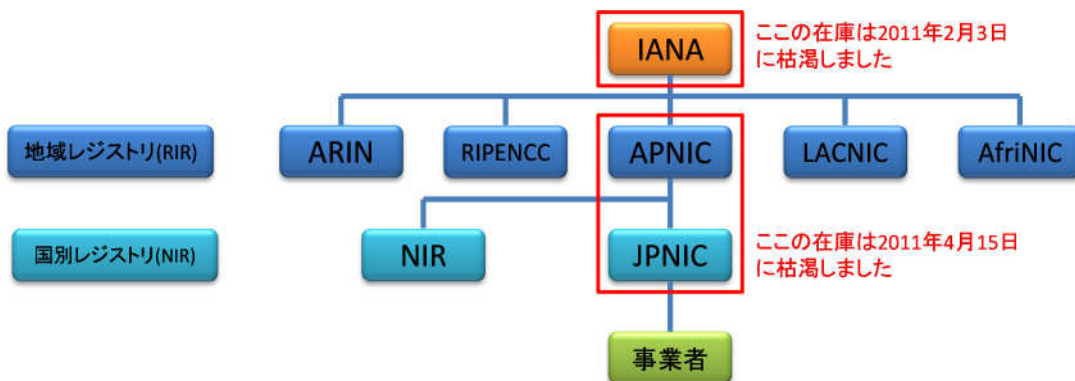 IANA
ここの在庫は2011年2月3日
に枯渇しました
地域レジストリ(RIR)
ARIN
RIPENCC
APNIC
LACNIC
AfriNIC
国別レジストリ(NIR)
NIR
JPNIC
ここの在庫は2011年4月15日
に枯渇しました
事業者